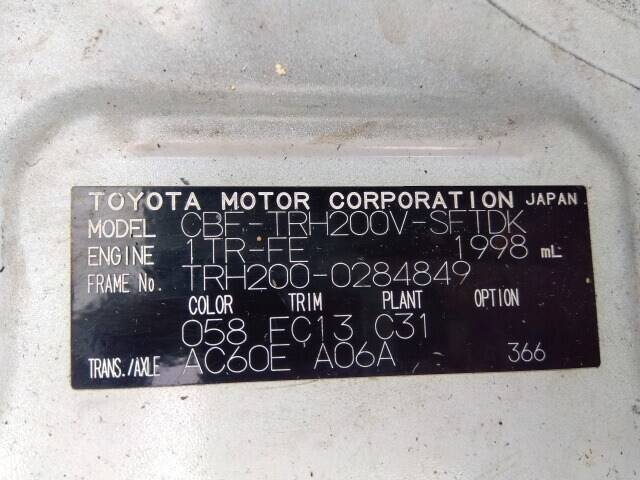 TOYOTA MOTOR CORPORATION JAPAN
MODEL CBF-TRH200V-SFTDK
ENGINE 1TR-FE 1998 mL
FRAME No. TRH200-0284849
COLOR TRIM PLANT OPTION
058 FC13 C31
TRANS./AXLE AC60E A06A 366